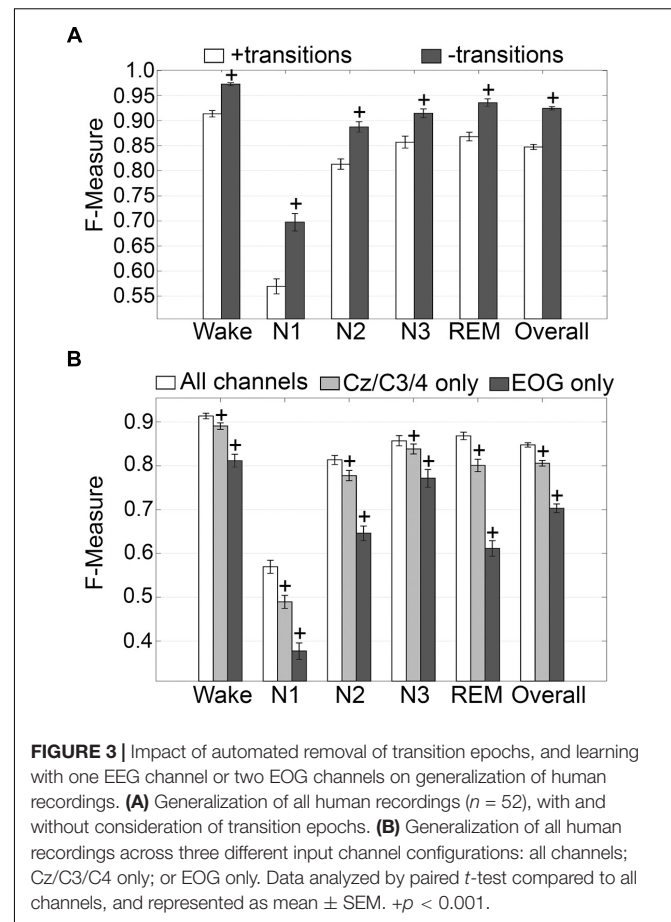 A
+transitions -transitions
1.0
0.95
0.90
0.85
0.80
0.75
0.70
0.65
0.60
0.55
F-Measure
+ + + + + +
Wake N1 N2 N3 REM Overall
B
All channels Cz/C3/4 only EOG only
0.9
0.8
0.7
0.6
0.5
0.4
F-Measure
+ + + + + +
+ + + + + +
Wake N1 N2 N3 REM Overall
FIGURE 3 | Impact of automated removal of transition epochs, and learning
with one EEG channel or two EOG channels on generalization of human
recordings. (A) Generalization of all human recordings (n = 52), with and
without consideration of transition epochs. (B) Generalization of all human
recordings across three different input channel configurations: all channels;
Cz/C3/C4 only; or EOG only. Data analyzed by paired t-test compared to all
channels, and represented as mean ± SEM. +p < 0.001.